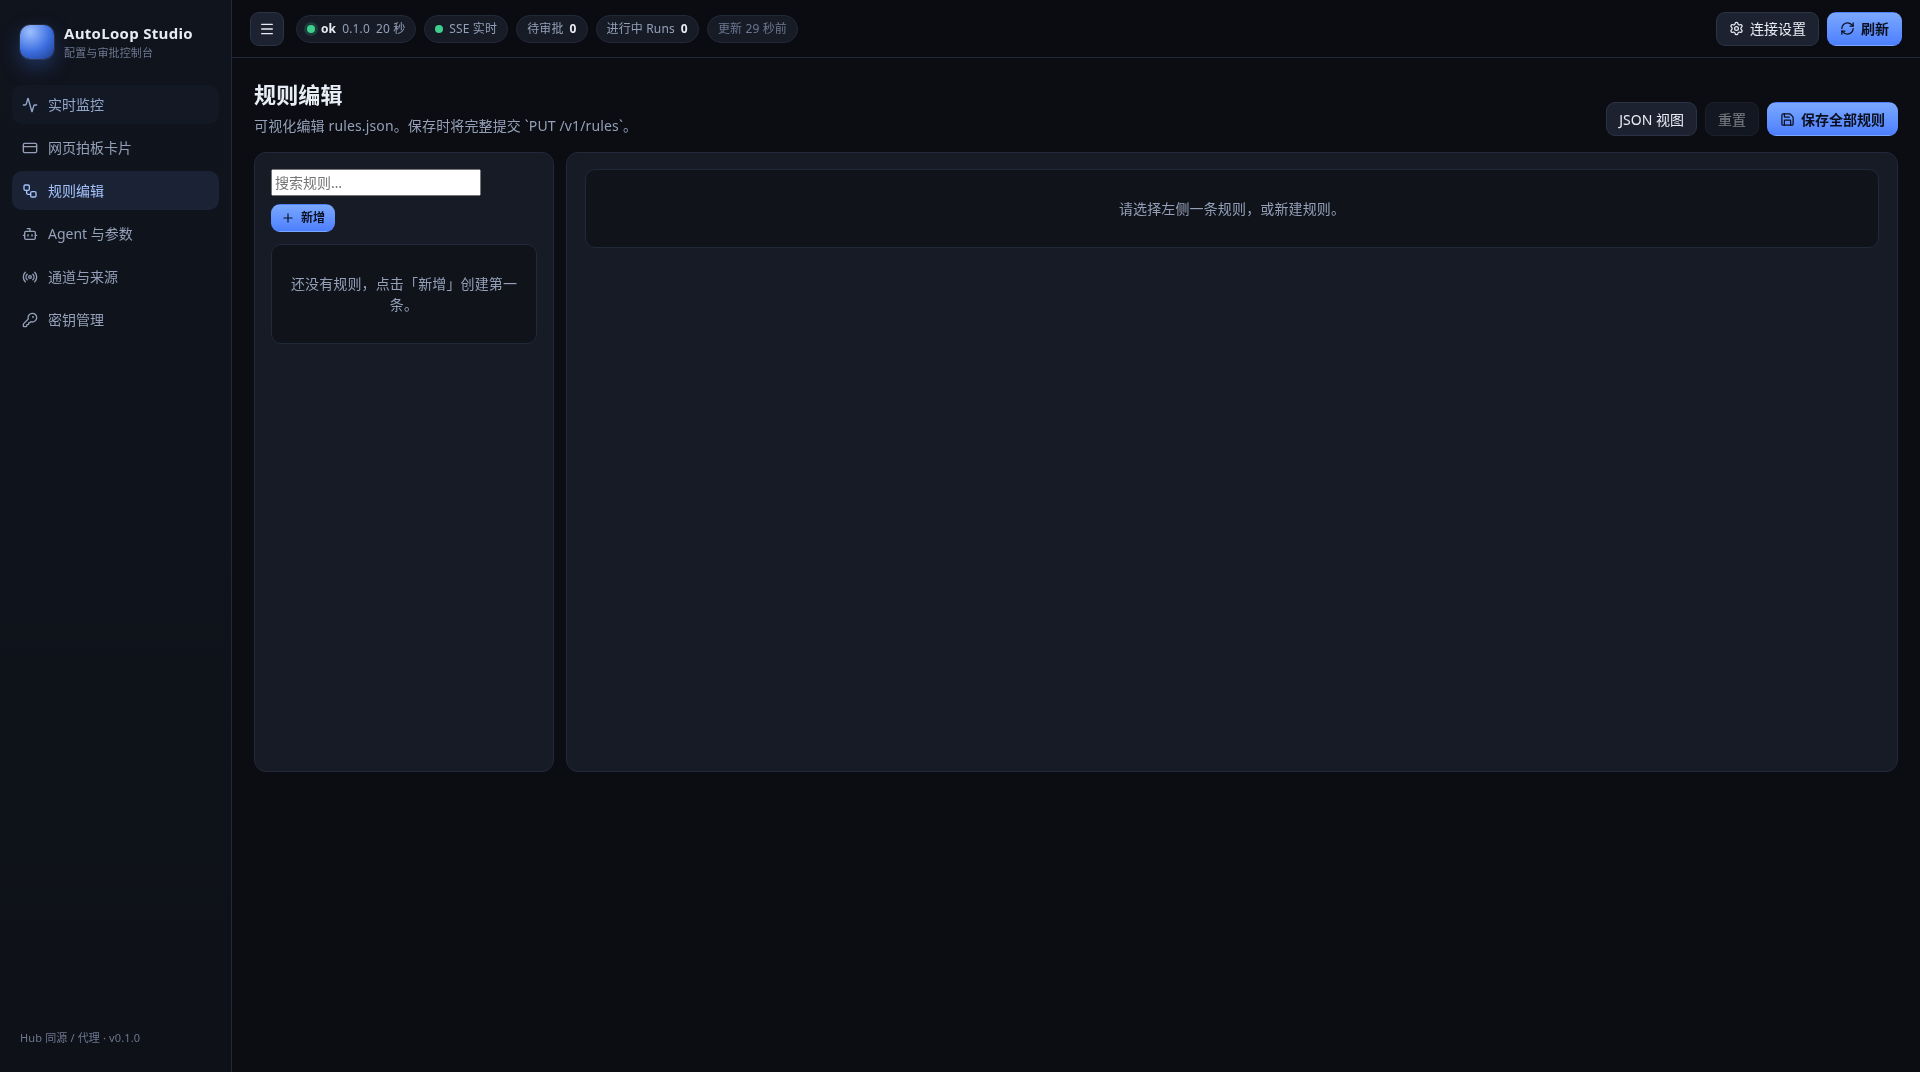 AutoLoop Studio
配置与审批控制台
实时监控
网页拍板卡片
规则编辑
Agent 与参数
通道与来源
密钥管理
Hub 同源 / 代理 · v0.1.0
ok 0.1.0 20 秒
SSE 实时
待审批 0
进行中 Runs 0
更新 29 秒前
连接设置
刷新
规则编辑
可视化编辑 rules.json。保存时将完整提交 `PUT /v1/rules`。
JSON 视图
重置
保存全部规则
搜索规则...
新增
还没有规则，点击「新增」创建第一
条。
请选择左侧一条规则，或新建规则。